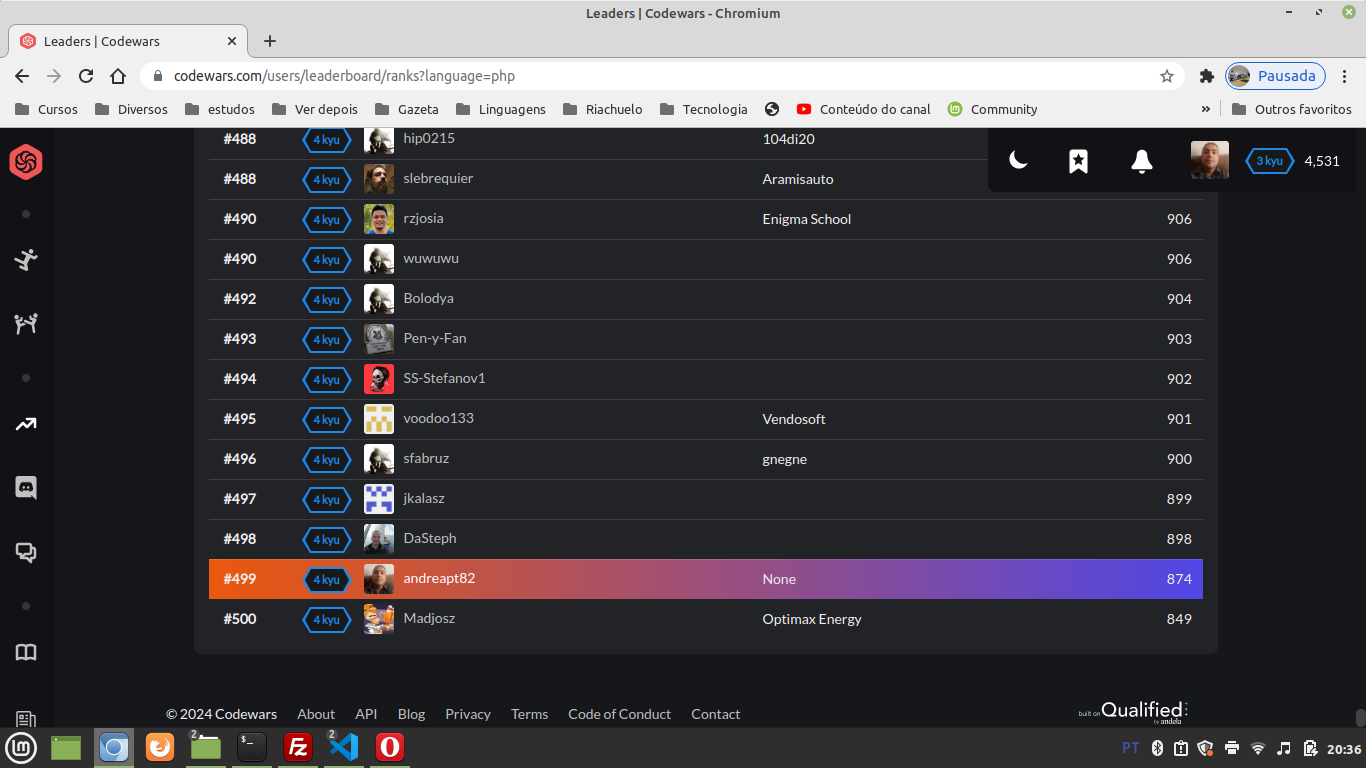 Leaders | Codewars - Chromium
Leaders | Codewars
codewars.com/users/leaderboard/ranks?language=php
Pausada
Cursos Diversos estudos Ver depois Gazeta Linguagens Riachuelo Tecnologia Conteúdo do canal Community » Outros favoritos
#488 4 kyu hip0215 104di20
3 kyu 4,531
#488 4 kyu slebrequier Aramisauto
#490 4 kyu rzjosia Enigma School 906
#490 4 kyu wuwuwu 906
#492 4 kyu Bolodya 904
#493 4 kyu Pen-y-Fan 903
#494 4 kyu SS-Stefanov1 902
#495 4 kyu voodoo133 Vendosoft 901
#496 4 kyu sfabruz gnegne 900
#497 4 kyu jkalasz 899
#498 4 kyu DaSteph 898
#499 4 kyu andreapt82 None 874
#500 4 kyu Madjosz Optimax Energy 849
© 2024 Codewars About API Blog Privacy Terms Code of Conduct Contact built on Qualified by andela
2 $_ FZ 2 PT 20:36